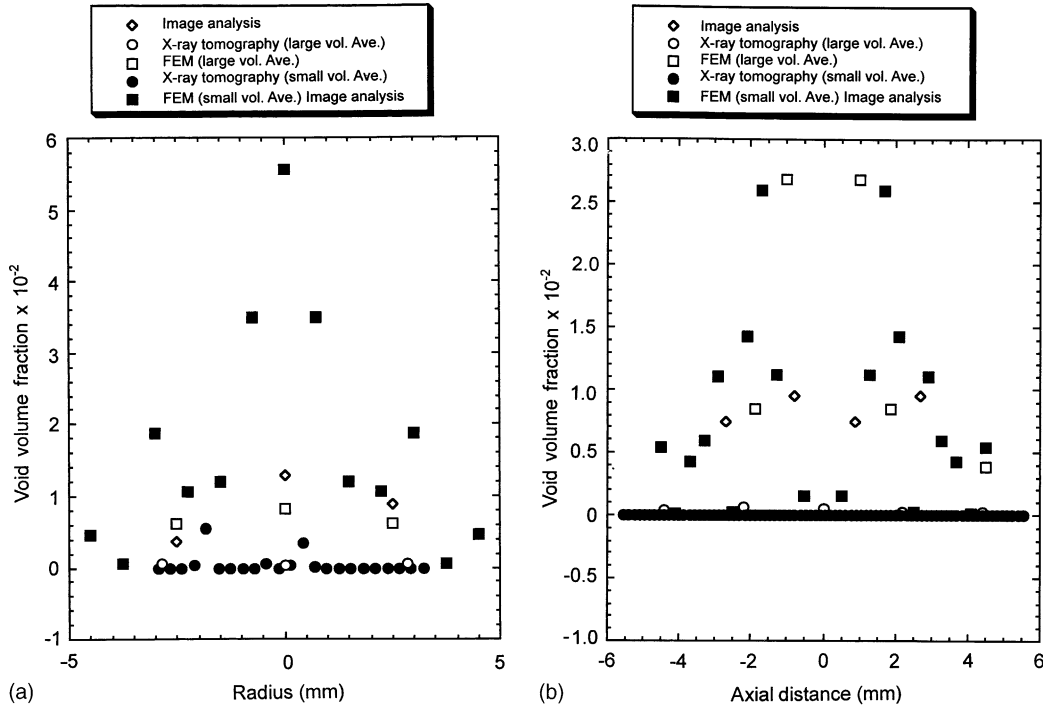 Image analysis
X-ray tomography (large vol. Ave.)
FEM (large vol. Ave.)
X-ray tomography (small vol. Ave.)
FEM (small vol. Ave.) Image analysis
6
5
4
3
2
1
0
-1
Void volume fraction x 10-2
-5
0
5
Radius (mm)
(a)
Image analysis
X-ray tomography (large vol. Ave.)
FEM (large vol. Ave.)
X-ray tomography (small vol. Ave.)
FEM (small vol. Ave.) Image analysis
3.0
2.5
2.0
1.5
1.0
0.5
0
-0.5
-1.0
Void volume fraction x 10-2
-6
-4
-2
0
2
4
6
Axial distance (mm)
(b)